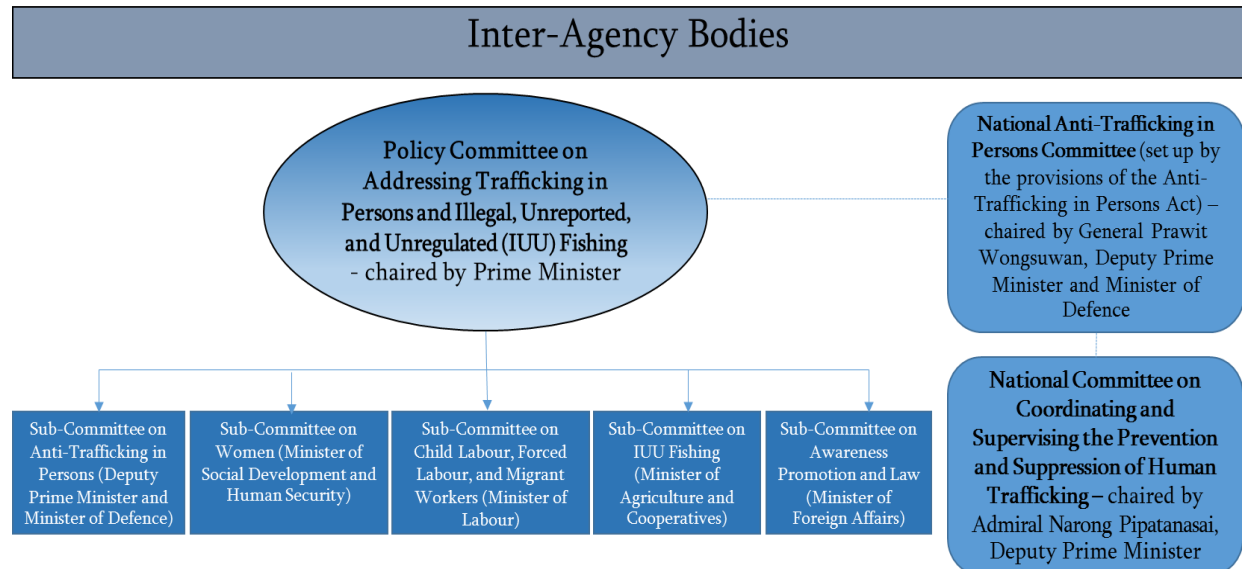 Inter-Agency Bodies
Policy Committee on
Addressing Trafficking in
Persons and Illegal, Unreported,
and Unregulated (IUU) Fishing
- chaired by Prime Minister
National Anti-Trafficking in
Persons Committee (set up by
the provisions of the Anti-
Trafficking in Persons Act) –
chaired by General Prawit
Wongsuwan, Deputy Prime
Minister and Minister of
Defence
Sub-Committee on
Anti-Trafficking in
Persons (Deputy
Prime Minister and
Minister of Defence)
Sub-Committee on
Women (Minister of
Social Development and
Human Security)
Sub-Committee on
Child Labour, Forced
Labour, and Migrant
Workers (Minister of
Labour)
Sub-Committee on
IUU Fishing
(Minister of
Agriculture and
Cooperatives)
Sub-Committee on
Awareness
Promotion and Law
(Minister of
Foreign Affairs)
National Committee on
Coordinating and
Supervising the Prevention
and Suppression of Human
Trafficking – chaired by
Admiral Narong Pipatanasai,
Deputy Prime Minister